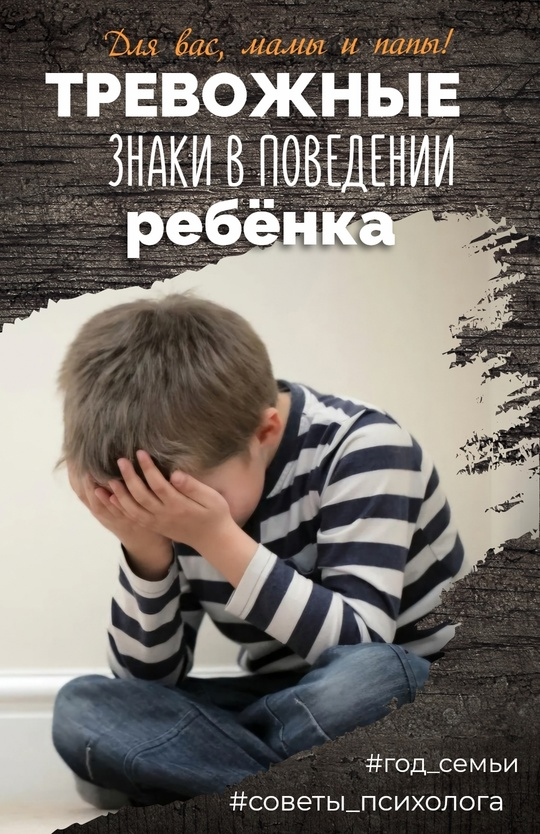 Для вас, мамы и папы!
ТРЕВОЖНЫЕ
ЗНАКИ В ПОВЕДЕНИИ
ребёнка
#год_семьи
#советы_психолога